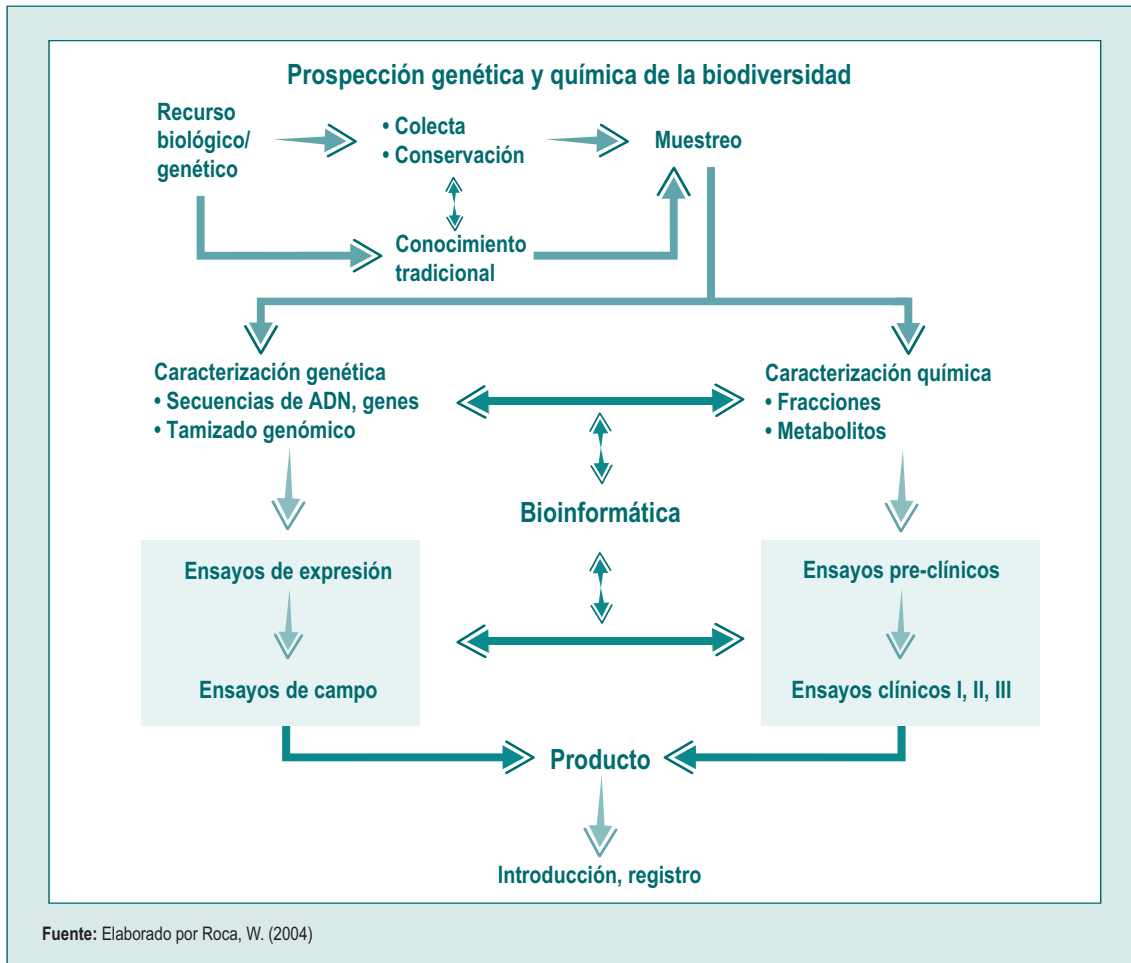 Prospección genética y química de la biodiversidad
Recurso
biológico/
genético
• Colecta
• Conservación
Muestreo
Conocimiento
tradicional
Caracterización genética
• Secuencias de ADN, genes
• Tamizado genómico
Caracterización química
• Fracciones
• Metabolitos
Bioinformática
Ensayos de expresión
Ensayos de campo
Ensayos pre-clínicos
Ensayos clínicos I, II, III
Producto
Introducción, registro
Fuente: Elaborado por Roca, W. (2004)